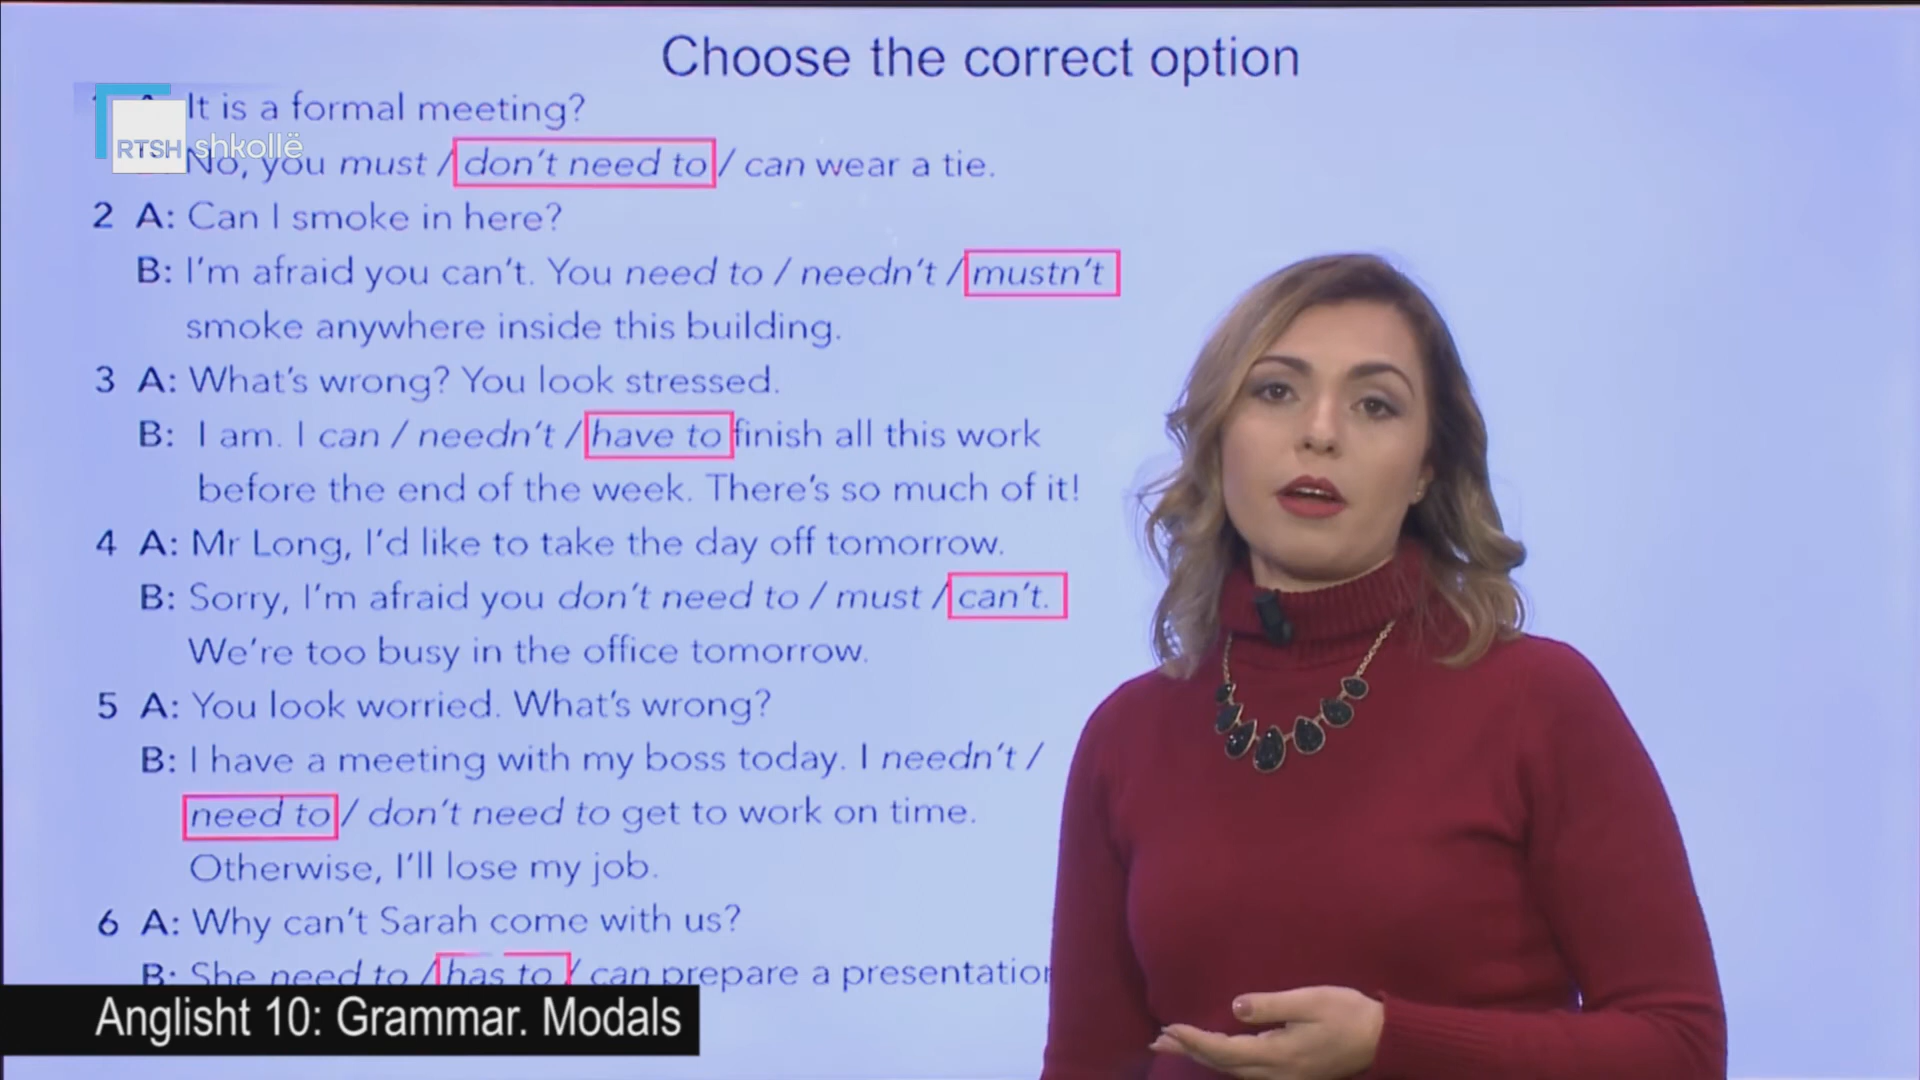 Choose the correct option
It is a formal meeting?
RTSH shkollë
No, you must / don't need to / can wear a tie.
2 A: Can I smoke in here?
B: I'm afraid you can't. You need to / needn't / mustn't
smoke anywhere inside this building.
3 A: What's wrong? You look stressed.
B: I am. I can / needn't / have to finish all this work
before the end of the week. There's so much of it!
4 A: Mr Long, I'd like to take the day off tomorrow.
B: Sorry, I'm afraid you don't need to / must / can't.
We're too busy in the office tomorrow.
5 A: You look worried. What's wrong?
B: I have a meeting with my boss today. I needn't /
need to / don't need to get to work on time.
Otherwise, I'll lose my job.
6 A: Why can't Sarah come with us?
B: She need to / has to / can prepare a presentation
Anglisht 10: Grammar. Modals